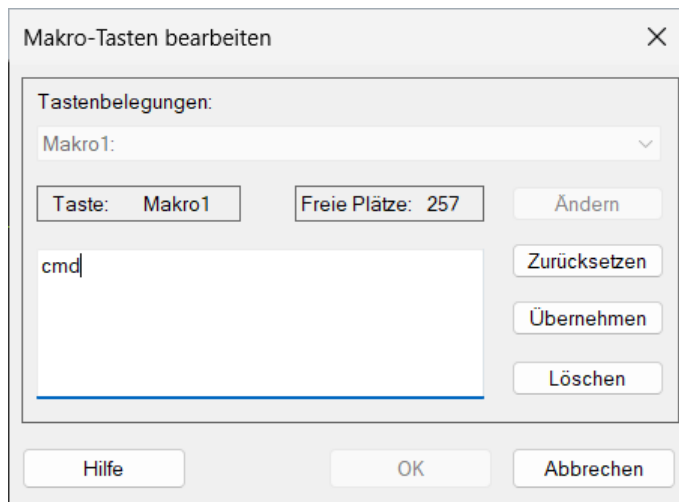 Makro-Tasten bearbeiten
Tastenbelegungen:
Makro1:
Taste: Makro1 Freie Plätze: 257 Ändern
cmd
Zurücksetzen
Übernehmen
Löschen
Hilfe OK Abbrechen